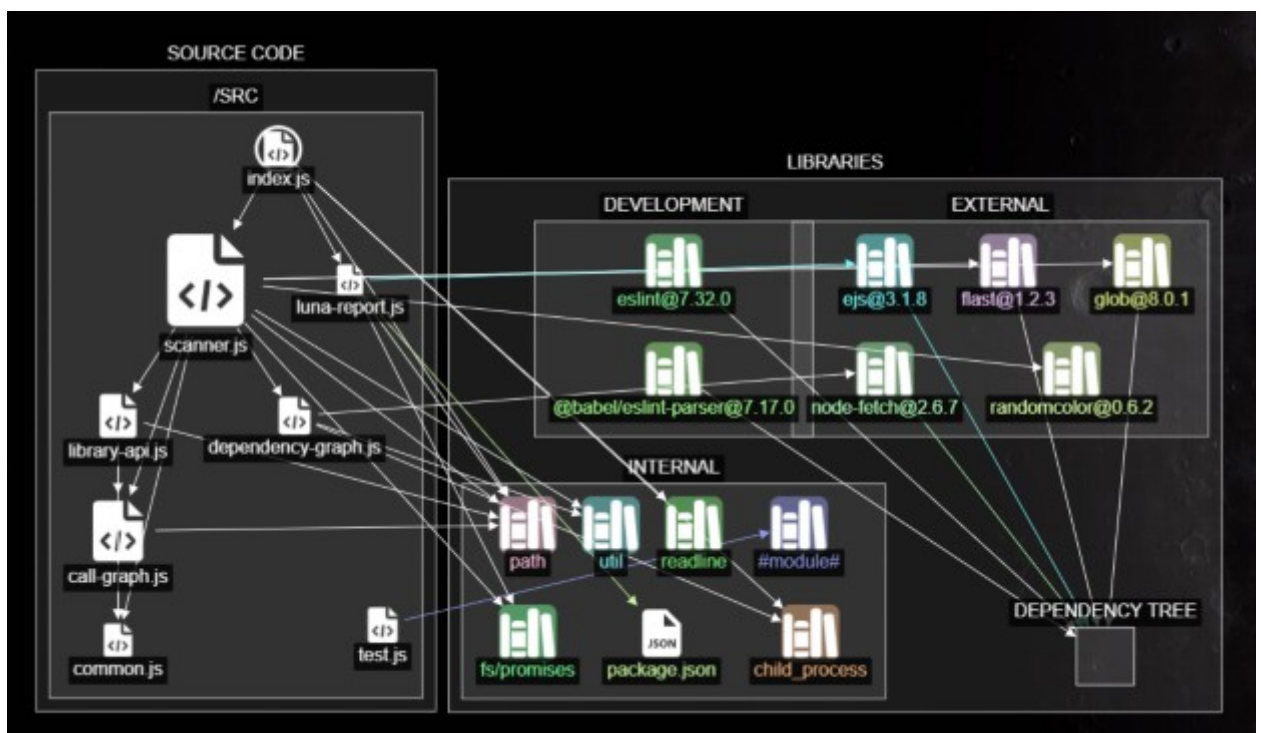 SOURCE CODE
/SRC
</>
index.js
</>
scanner.js
</>
luna-report.js
</>
library-api.js
</>
dependency-graph.js
</>
call-graph.js
</>
common.js
</>
test.js
LIBRARIES
DEVELOPMENT
eslint@7.32.0
@babel/eslint-parser@7.17.0
EXTERNAL
ejs@3.1.8
flast@1.2.3
glob@8.0.1
node-fetch@2.6.7
randomcolor@0.6.2
INTERNAL
path
util
readline
#module#
fs/promises
JSON
package.json
child_process
DEPENDENCY TREE